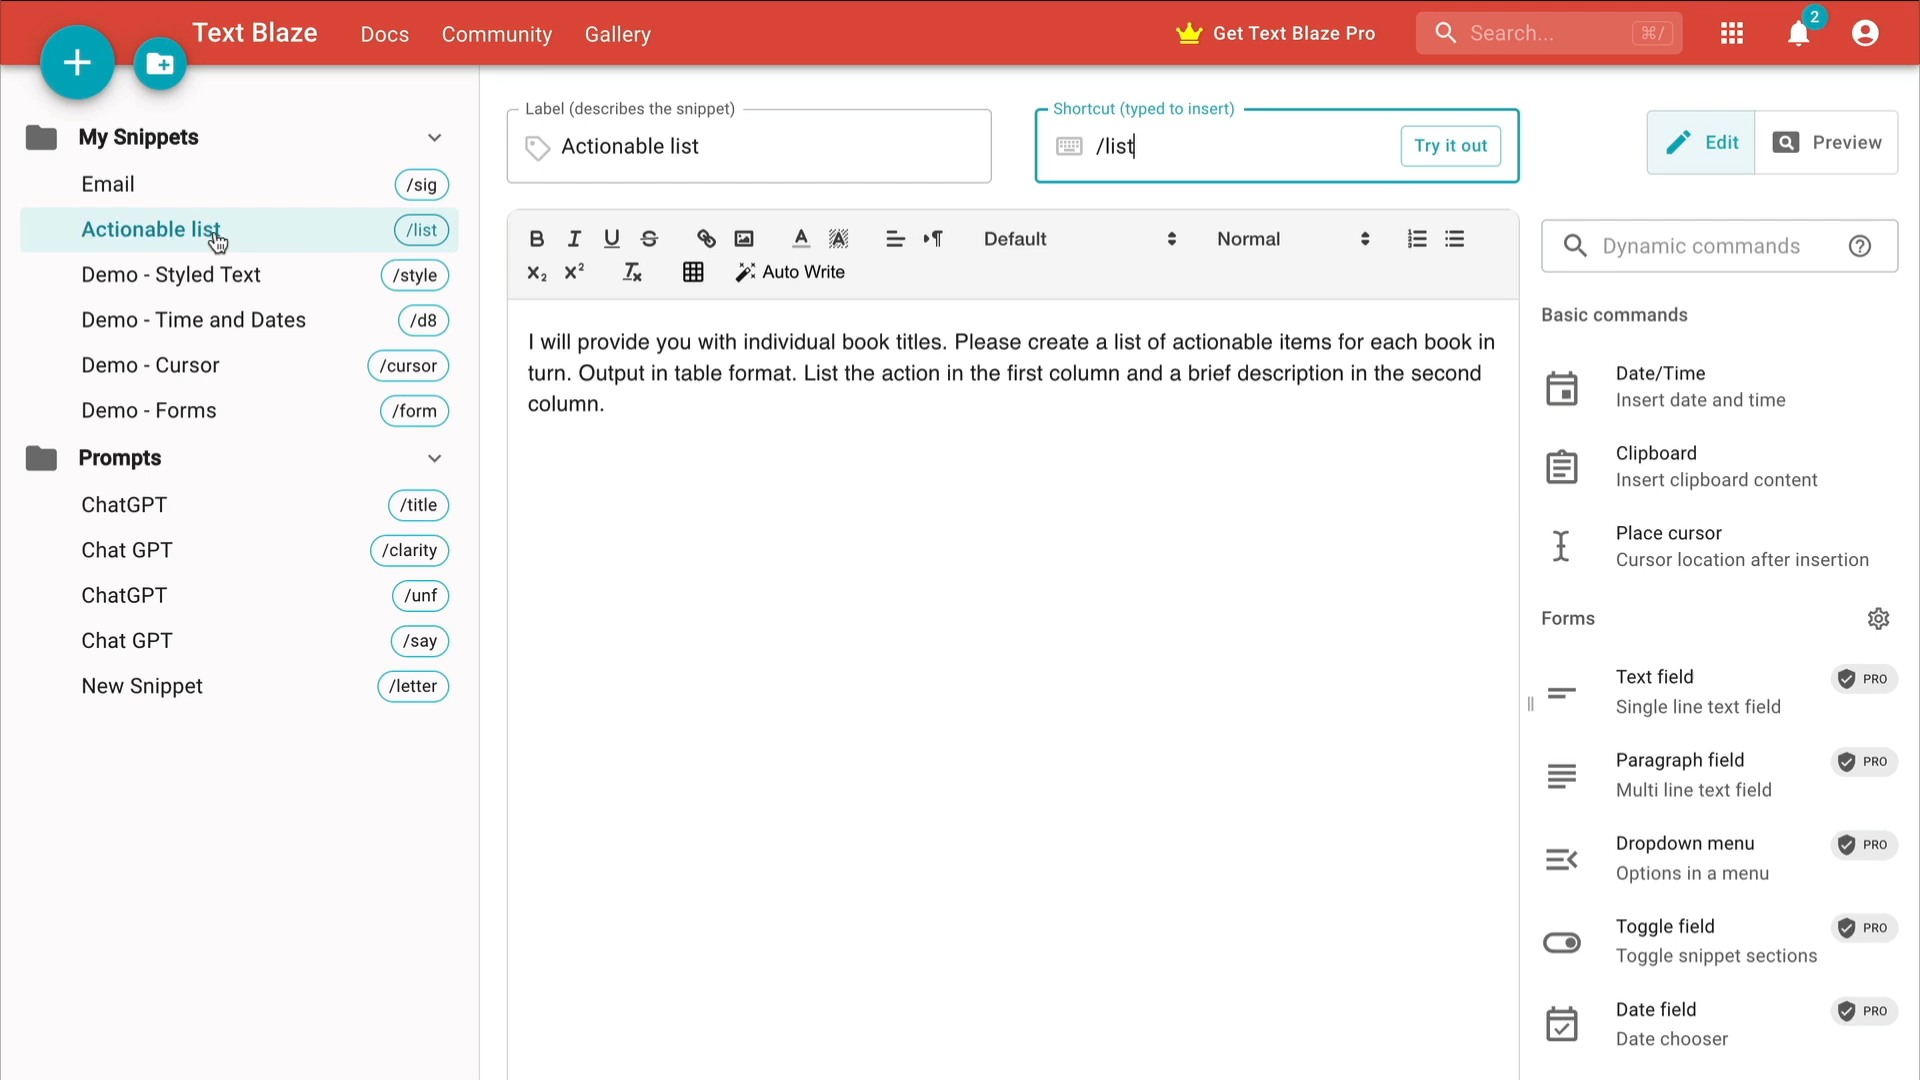 Text Blaze
Docs
Community
Gallery
Get Text Blaze Pro
Search...
⌘/
2
My Snippets
Email
/sig
Actionable list
/list
Demo - Styled Text
/style
Demo - Time and Dates
/d8
Demo - Cursor
/cursor
Demo - Forms
/form
Prompts
ChatGPT
/title
Chat GPT
/clarity
ChatGPT
/unf
Chat GPT
/say
New Snippet
/letter
Label (describes the snippet)
Actionable list
Shortcut (typed to insert)
/list
Try it out
Edit
Preview
Default
Normal
Auto Write
I will provide you with individual book titles. Please create a list of actionable items for each book in
turn. Output in table format. List the action in the first column and a brief description in the second
column.
Dynamic commands
Basic commands
Date/Time
Insert date and time
Clipboard
Insert clipboard content
Place cursor
Cursor location after insertion
Forms
Text field
PRO
Single line text field
Paragraph field
PRO
Multi line text field
Dropdown menu
PRO
Options in a menu
Toggle field
PRO
Toggle snippet sections
Date field
PRO
Date chooser